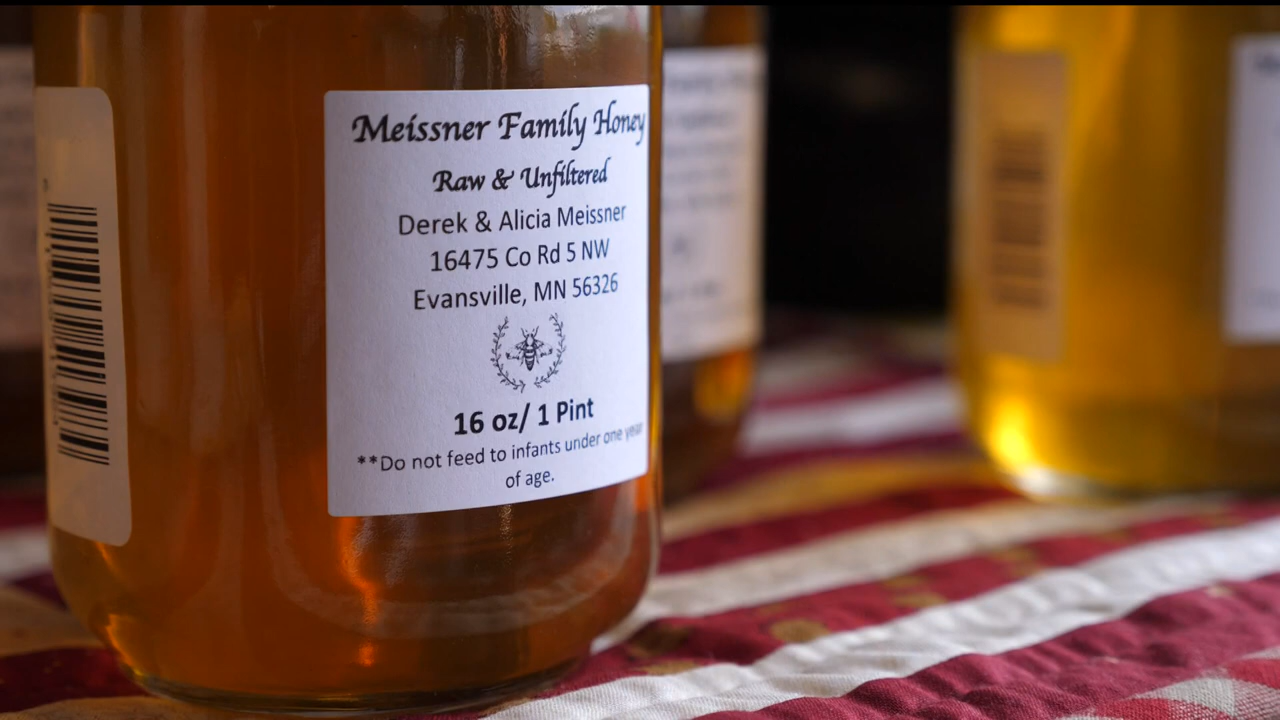 Meissner Family Honey
Raw & Unfiltered
Derek & Alicia Meissner
16475 Co Rd 5 NW
Evansville, MN 56326
16 oz/ 1 Pint
**Do not feed to infants under one year
of age.